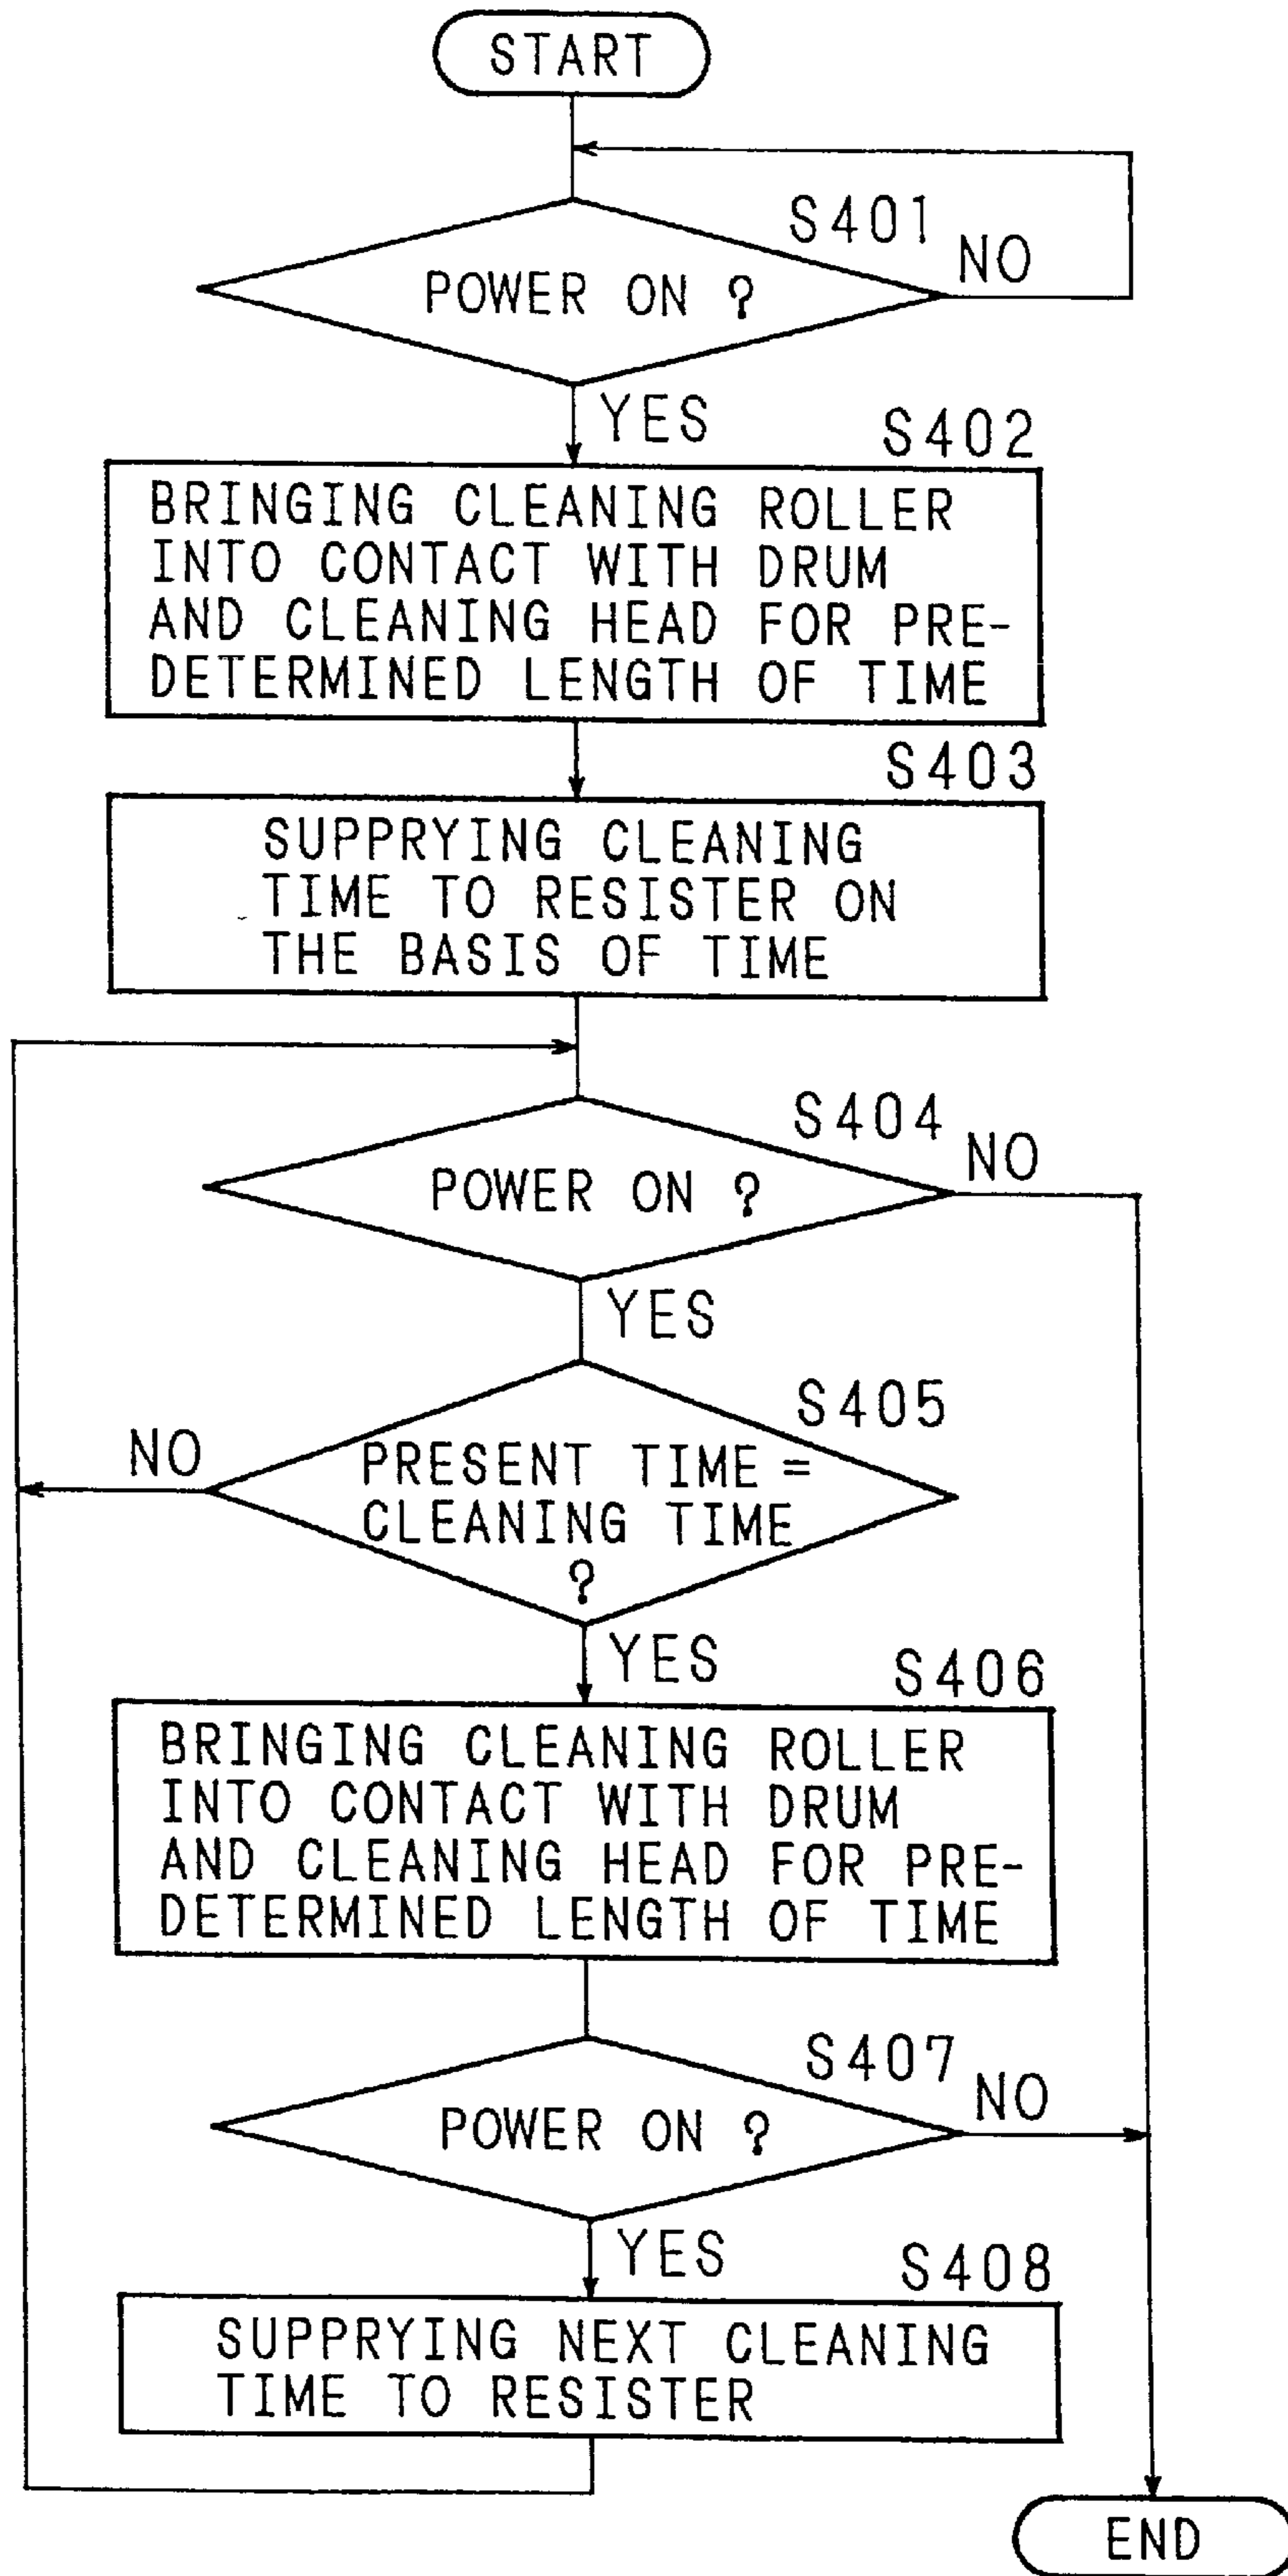 START
S401
NO
POWER ON ?
YES
S402
BRINGING CLEANING ROLLER
INTO CONTACT WITH DRUM
AND CLEANING HEAD FOR PRE-
DETERMINED LENGTH OF TIME
S403
SUPPRYING CLEANING
TIME TO RESISTER ON
THE BASIS OF TIME
S404
NO
POWER ON ?
YES
S405
NO
PRESENT TIME =
CLEANING TIME
?
YES
S406
BRINGING CLEANING ROLLER
INTO CONTACT WITH DRUM
AND CLEANING HEAD FOR PRE-
DETERMINED LENGTH OF TIME
S407
NO
POWER ON ?
YES
S408
SUPPRYING NEXT CLEANING
TIME TO RESISTER
END